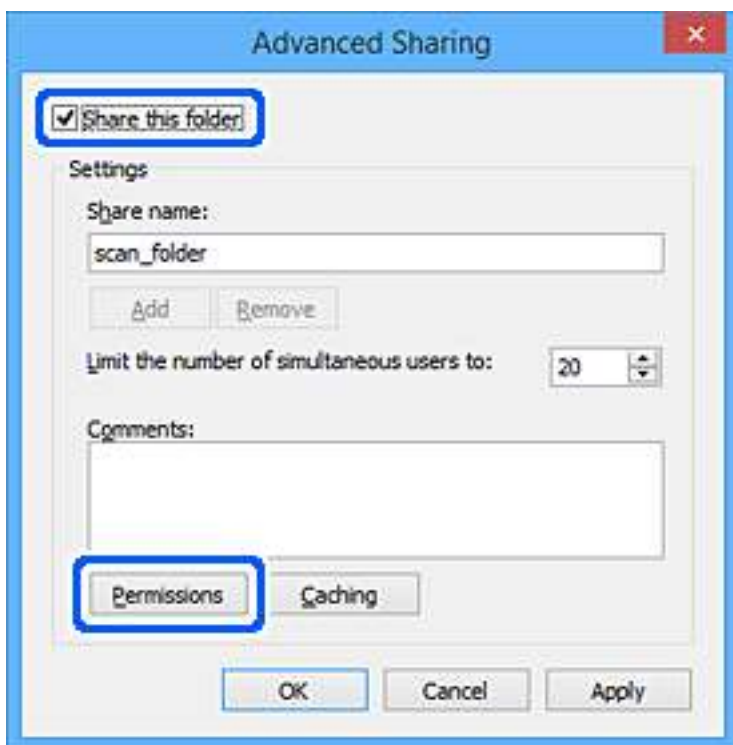 Advanced Sharing
Share this folder
Settings
Share name:
scan_folder
Add Remove
Limit the number of simultaneous users to: 20
Comments:
Permissions Caching
OK Cancel Apply